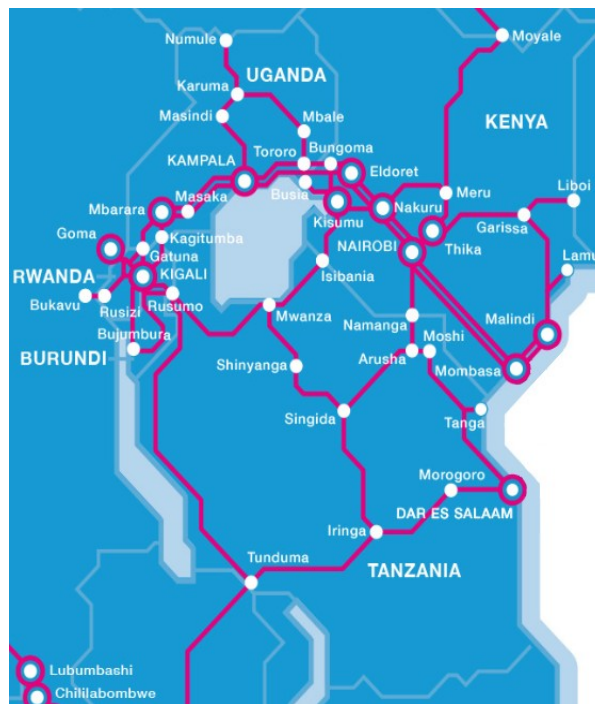 Numule
Moyale
UGANDA
Karuma
Masindi
Mbale
KENYA
KAMPALA
Tororo
Bungoma
Eldoret
Masaka
Busia
Meru
Liboi
Mbarara
Kisumu
Nakuru
Garissa
Goma
Kagitumba
NAIROBI
Thika
Gatuna
Isibania
Lamu
RWANDA
KIGALI
Bukavu
Rusizi
Rusumo
Mwanza
Namanga
Malindi
Bujumbura
Moshi
BURUNDI
Shinyanga
Arusha
Mombasa
Singida
Tanga
Morogoro
DAR ES SALAAM
Iringa
Tunduma
TANZANIA
Lubumbashi
Chililabombwe